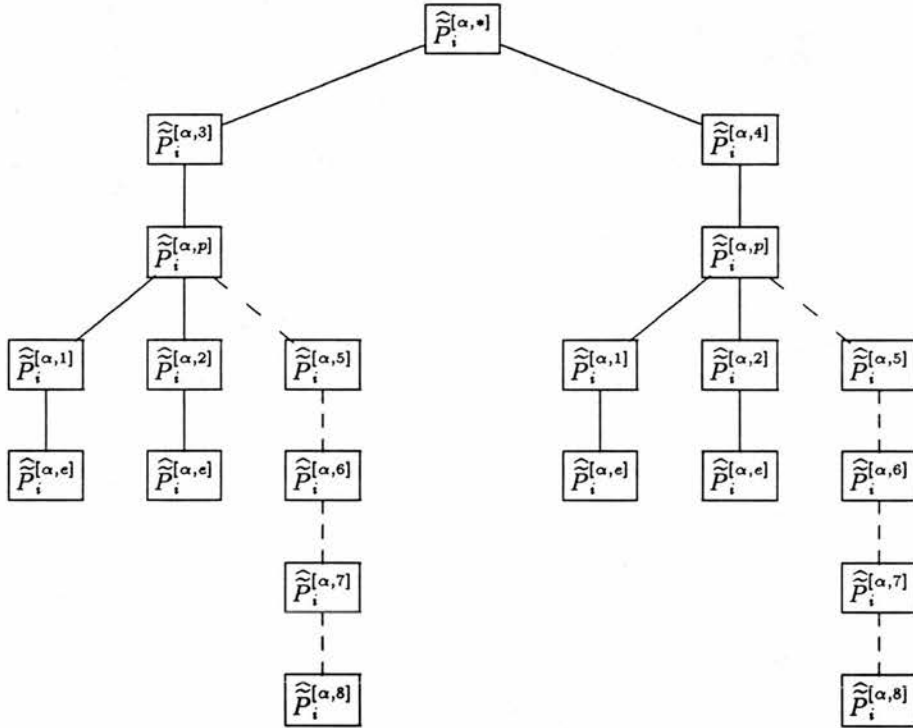 $\widehat{\widetilde{P}}_i^{[\alpha,*]}$
$\widehat{\widetilde{P}}_i^{[\alpha,3]}$ $\widehat{\widetilde{P}}_i^{[\alpha,4]}$
$\widehat{\widetilde{P}}_i^{[\alpha,p]}$ $\widehat{\widetilde{P}}_i^{[\alpha,p]}$
$\widehat{\widetilde{P}}_i^{[\alpha,1]}$ $\widehat{\widetilde{P}}_i^{[\alpha,2]}$ $\widehat{\widetilde{P}}_i^{[\alpha,5]}$ $\widehat{\widetilde{P}}_i^{[\alpha,1]}$ $\widehat{\widetilde{P}}_i^{[\alpha,2]}$ $\widehat{\widetilde{P}}_i^{[\alpha,5]}$
$\widehat{\widetilde{P}}_i^{[\alpha,e]}$ $\widehat{\widetilde{P}}_i^{[\alpha,e]}$ $\widehat{\widetilde{P}}_i^{[\alpha,6]}$ $\widehat{\widetilde{P}}_i^{[\alpha,e]}$ $\widehat{\widetilde{P}}_i^{[\alpha,e]}$ $\widehat{\widetilde{P}}_i^{[\alpha,6]}$
$\widehat{\widetilde{P}}_i^{[\alpha,7]}$ $\widehat{\widetilde{P}}_i^{[\alpha,7]}$
$\widehat{\widetilde{P}}_i^{[\alpha,8]}$ $\widehat{\widetilde{P}}_i^{[\alpha,8]}$